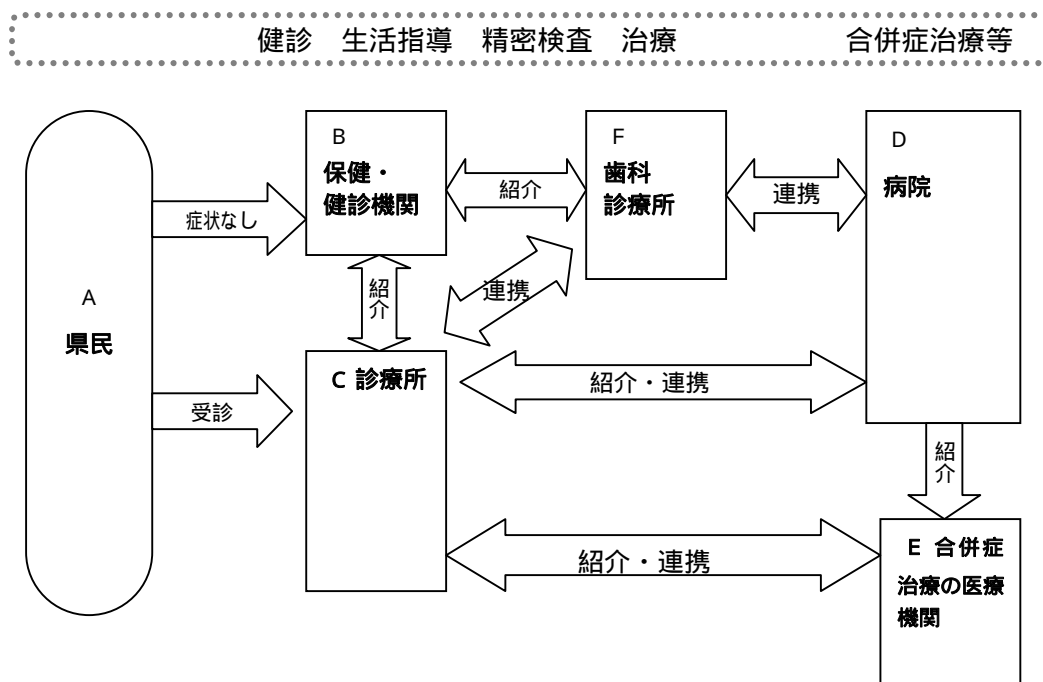 健診 生活指導 精密検査 治療 合併症治療等
B
保健・
健診機関
F
歯科
診療所
D
病院
紹介
連携
症状なし
紹介
連携
A
県民
C 診療所
紹介・連携
受診
紹介
E 合併症
治療の医療
機関
紹介・連携